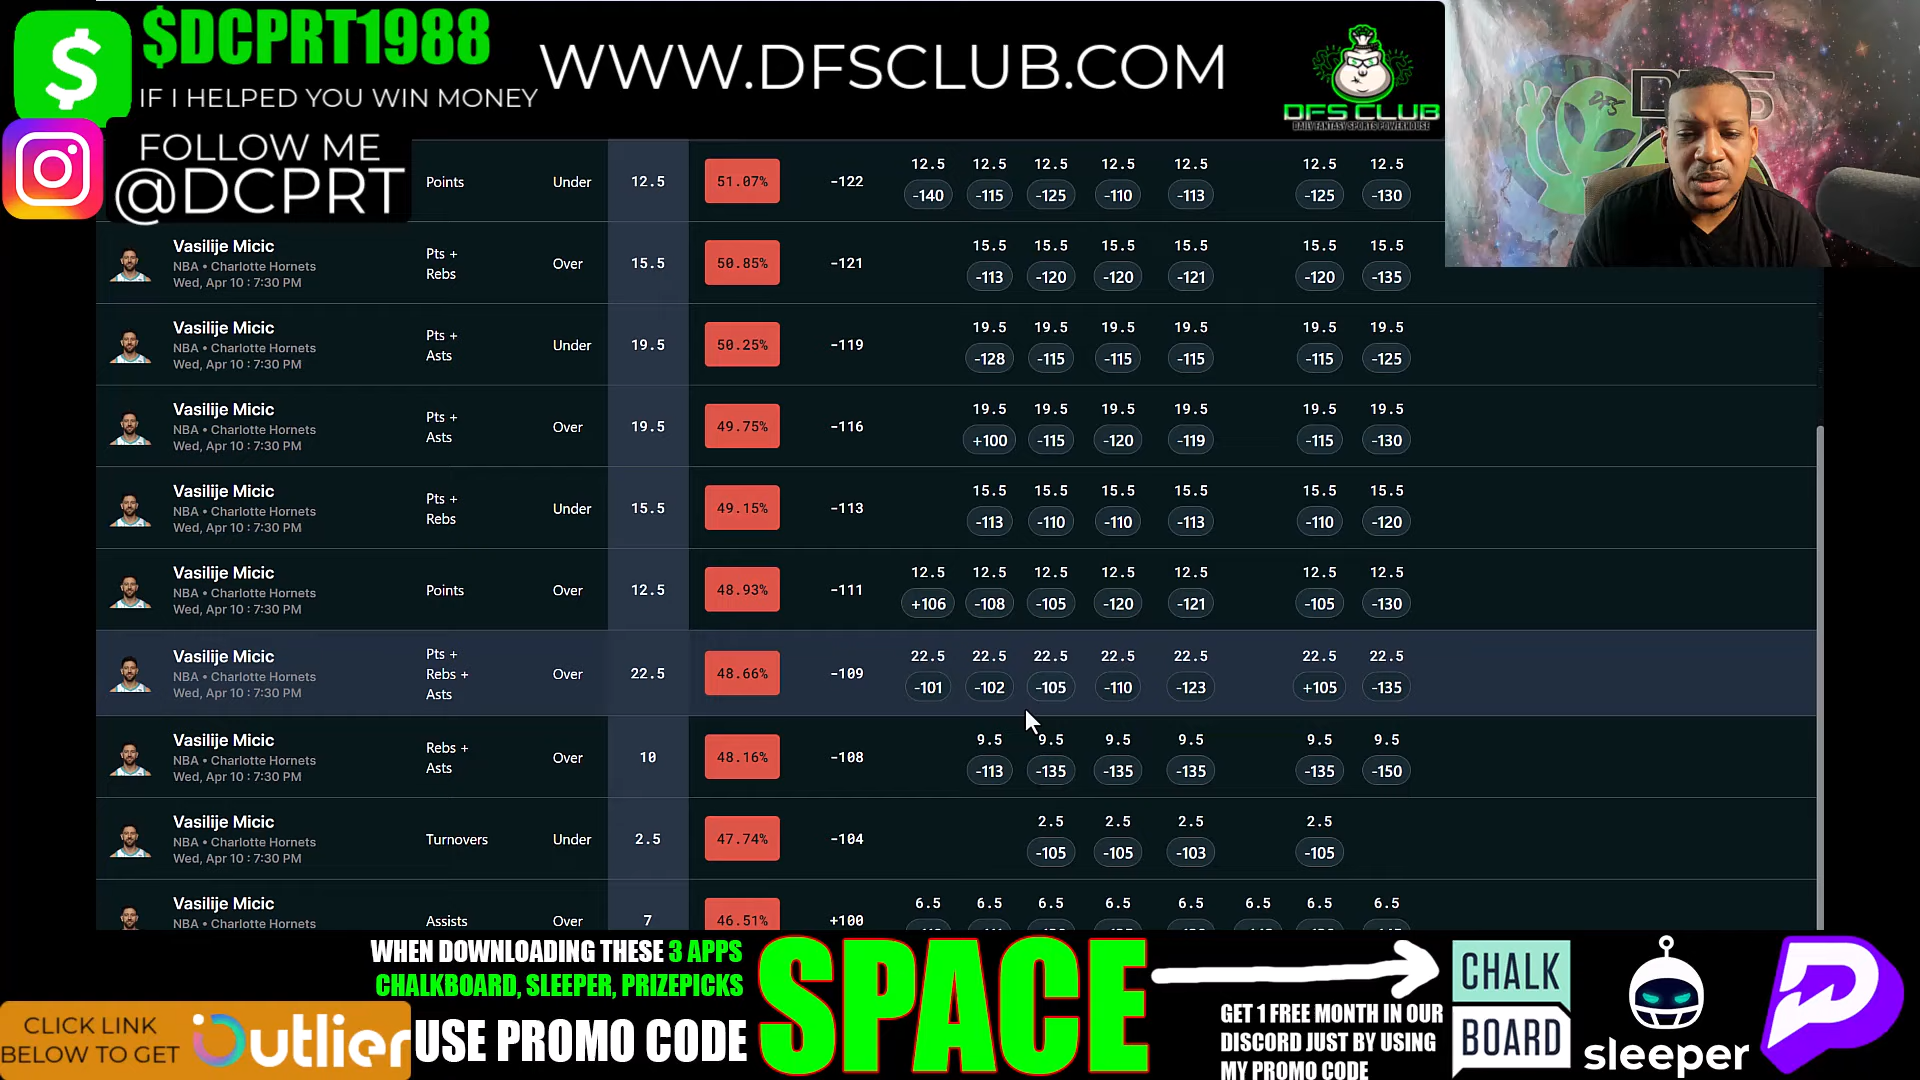 $DCPRT1988
IF I HELPED YOU WIN MONEY
WWW.DFSCLUB.COM
DFS CLUB
DAILY FANTASY SPORTS POWERHOUSE
DFS
FOLLOW ME
@DCPRT
Points Under 12.5 51.07% -122
12.5 12.5 12.5 12.5 12.5 12.5 12.5
-140 -115 -125 -110 -113 -125 -130
Vasilije Micic
NBA • Charlotte Hornets
Wed, Apr 10 : 7:30 PM
Pts +
Rebs
Over 15.5 50.85% -121
15.5 15.5 15.5 15.5 15.5 15.5
-113 -120 -120 -121 -120 -135
Vasilije Micic
NBA • Charlotte Hornets
Wed, Apr 10 : 7:30 PM
Pts +
Asts
Under 19.5 50.25% -119
19.5 19.5 19.5 19.5 19.5 19.5
-128 -115 -115 -115 -115 -125
Vasilije Micic
NBA • Charlotte Hornets
Wed, Apr 10 : 7:30 PM
Pts +
Asts
Over 19.5 49.75% -116
19.5 19.5 19.5 19.5 19.5 19.5
+100 -115 -120 -119 -115 -130
Vasilije Micic
NBA • Charlotte Hornets
Wed, Apr 10 : 7:30 PM
Pts +
Rebs
Under 15.5 49.15% -113
15.5 15.5 15.5 15.5 15.5 15.5
-113 -110 -110 -113 -110 -120
Vasilije Micic
NBA • Charlotte Hornets
Wed, Apr 10 : 7:30 PM
Points Over 12.5 48.93% -111
12.5 12.5 12.5 12.5 12.5 12.5 12.5
+106 -108 -105 -120 -121 -105 -130
Vasilije Micic
NBA • Charlotte Hornets
Wed, Apr 10 : 7:30 PM
Pts +
Rebs +
Asts
Over 22.5 48.66% -109
22.5 22.5 22.5 22.5 22.5 22.5 22.5
-101 -102 -105 -110 -123 +105 -135
Vasilije Micic
NBA • Charlotte Hornets
Wed, Apr 10 : 7:30 PM
Rebs +
Asts
Over 10 48.16% -108
9.5 9.5 9.5 9.5 9.5 9.5
-113 -135 -135 -135 -135 -150
Vasilije Micic
NBA • Charlotte Hornets
Wed, Apr 10 : 7:30 PM
Turnovers Under 2.5 47.74% -104
2.5 2.5 2.5 2.5
-105 -105 -103 -105
Vasilije Micic
NBA • Charlotte Hornets
Assists Over 7 46.51% +100
6.5 6.5 6.5 6.5 6.5 6.5 6.5 6.5
WHEN DOWNLOADING THESE 3 APPS
CHALKBOARD, SLEEPER, PRIZEPICKS
USE PROMO CODE
SPACE
CLICK LINK
BELOW TO GET
Outlier
GET 1 FREE MONTH IN OUR
DISCORD JUST BY USING
MY PROMO CODE
CHALK
BOARD
sleeper